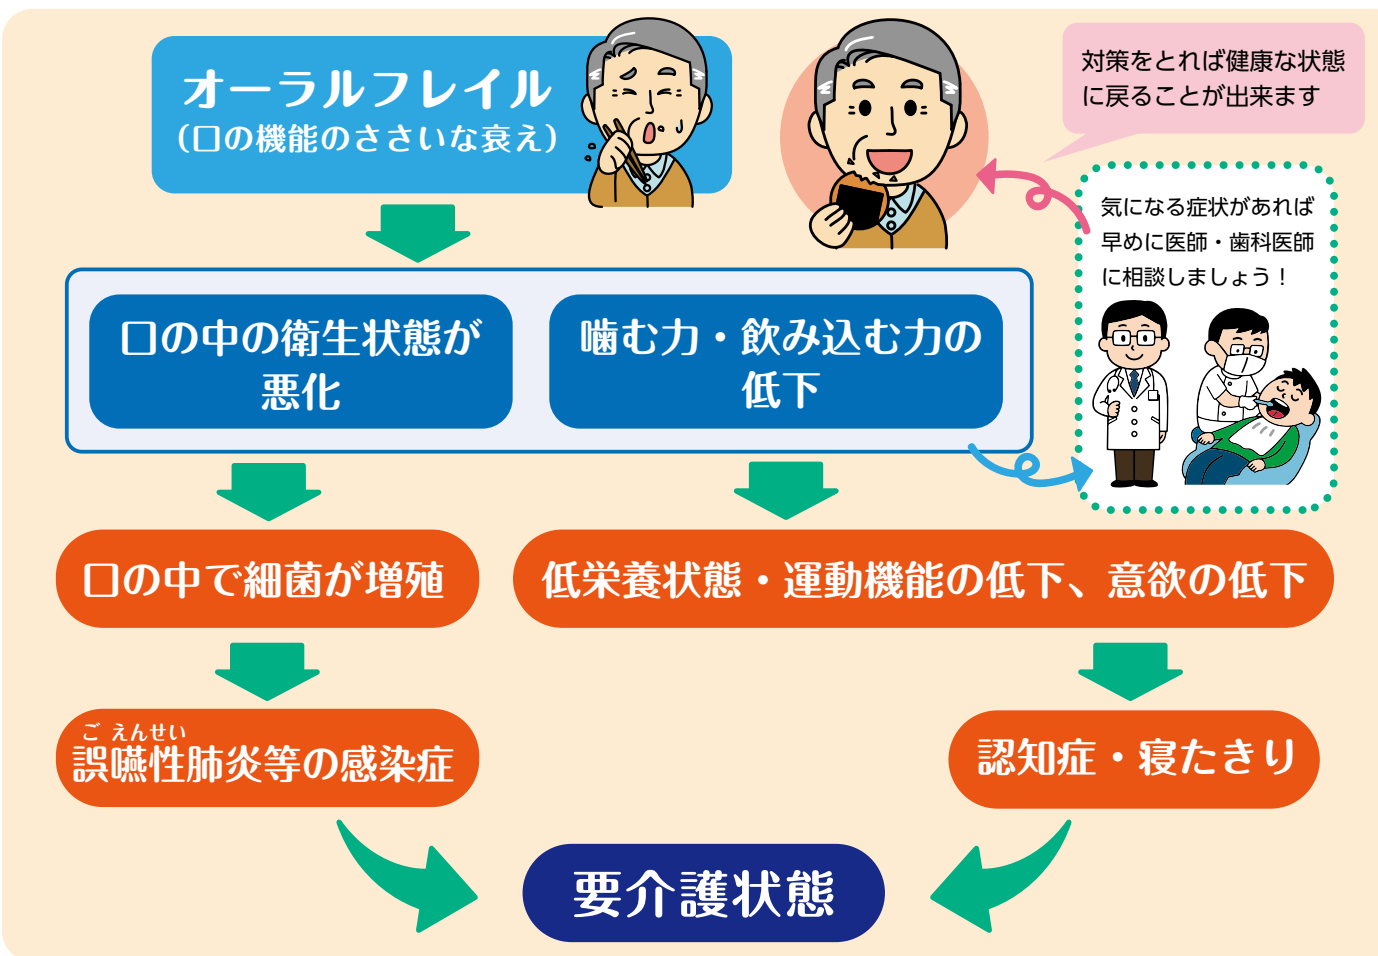 オーラルフレイル
（口の機能のささいな衰え）
対策をとれば健康な状態
に戻ることが出来ます
気になる症状があれば
早めに医師・歯科医師
に相談しましょう！
口の中の衛生状態が
悪化
噛む力・飲み込む力の
低下
口の中で細菌が増殖
低栄養状態・運動機能の低下、意欲の低下
ごえんせい
誤嚥性肺炎等の感染症
認知症・寝たきり
要介護状態